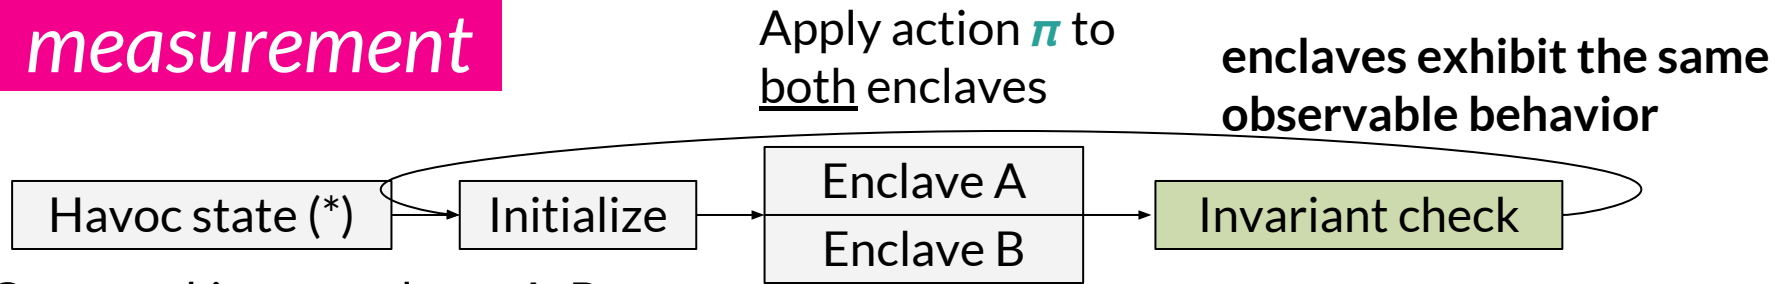 measurement
Apply action π to
both enclaves
enclaves exhibit the same
observable behavior
Havoc state (*)
Initialize
Enclave A
Enclave B
Invariant check